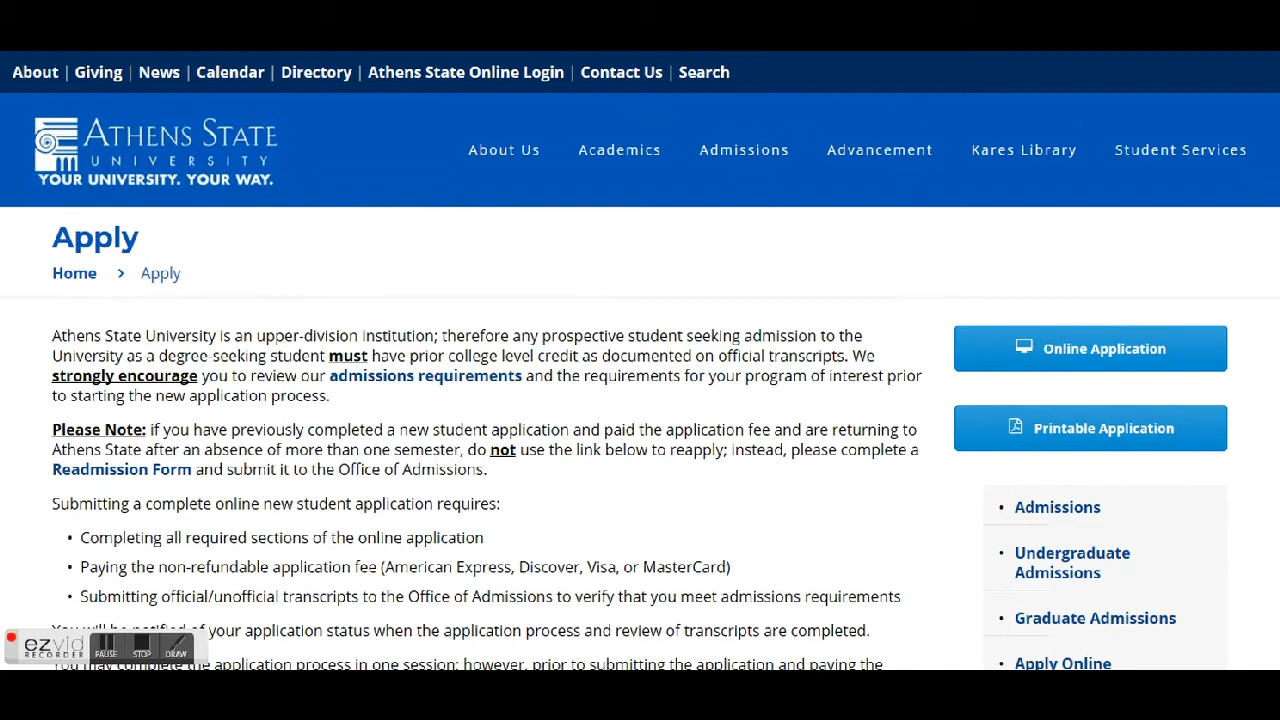 About | Giving | News | Calendar | Directory | Athens State Online Login | Contact Us | Search
ATHENS STATE
UNIVERSITY
YOUR UNIVERSITY. YOUR WAY.
About Us Academics Admissions Advancement Kares Library Student Services
Apply
Home > Apply
Athens State University is an upper-division institution; therefore any prospective student seeking admission to the
University as a degree-seeking student must have prior college level credit as documented on official transcripts. We
strongly encourage you to review our admissions requirements and the requirements for your program of interest prior
to starting the new application process.
Please Note: if you have previously completed a new student application and paid the application fee and are returning to
Athens State after an absence of more than one semester, do not use the link below to reapply; instead, please complete a
Readmission Form and submit it to the Office of Admissions.
Submitting a complete online new student application requires:
• Completing all required sections of the online application
• Paying the non-refundable application fee (American Express, Discover, Visa, or MasterCard)
• Submitting official/unofficial transcripts to the Office of Admissions to verify that you meet admissions requirements
of your application status when the application process and review of transcripts are completed.
the application process in one session; however, prior to submitting the application and paying the
Online Application
Printable Application
• Admissions
• Undergraduate
Admissions
• Graduate Admissions
• Apply Online
ezvid
RECORDER
PAUSE STOP DRAW